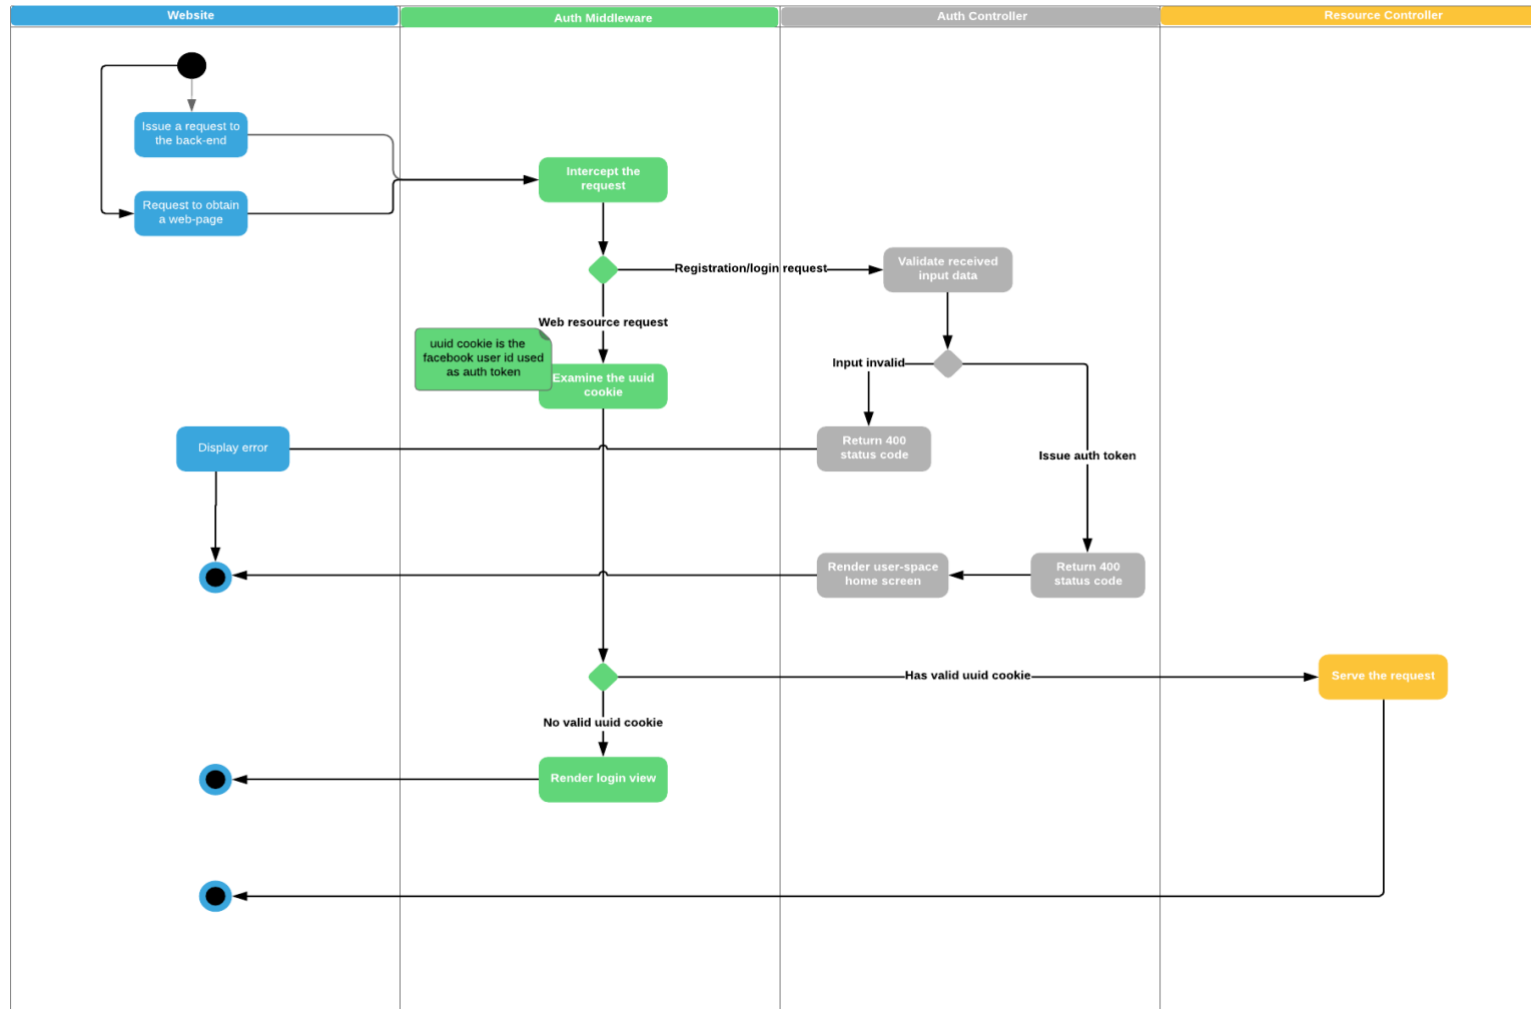 Website
Auth Middleware
Auth Controller
Resource Controller
Issue a request to
the back-end
Intercept the
request
Request to obtain
a web-page
Registration/login request
Validate received
input data
Web resource request
uuid cookie is the
facebook user id used
as auth token
Examine the uuid
cookie
Input invalid
Display error
Return 400
status code
Issue auth token
Render user-space
home screen
Return 400
status code
Has valid uuid cookie
Serve the request
No valid uuid cookie
Render login view